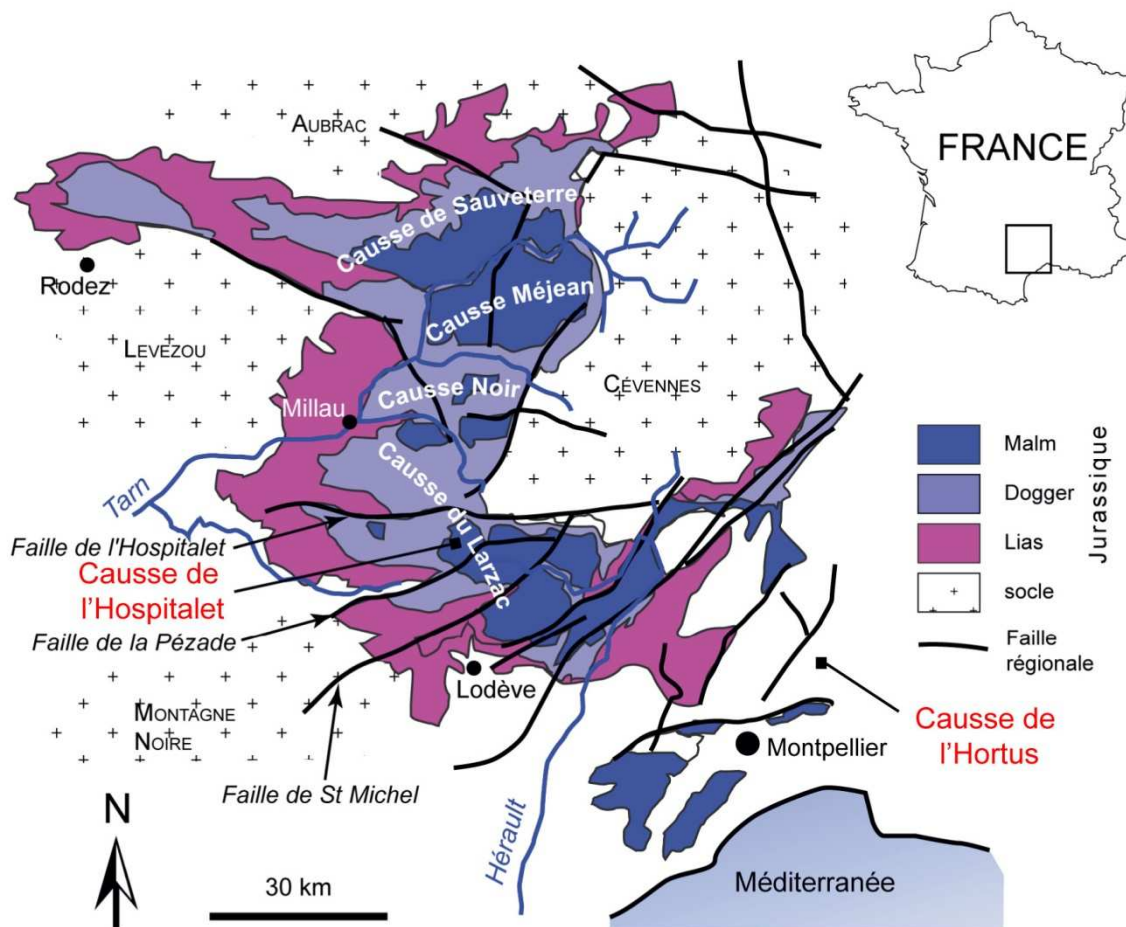 AUBRAC
FRANCE
Causse de Sauveterre
Rodez
Causse Méjean
LEVEZOU
Causse Noir
CÉVENNES
Millau
Malm
Dogger
Lias
socle
Faille
régionale
Jurassique
Tarn
Causse du Larzac
Faille de l'Hospitalet
Causse de
l'Hospitalet
Faille de la Pézade
Lodève
MONTAGNE
NOIRE
Causse de
l'Hortus
Montpellier
Faille de St Michel
N
Hérault
30 km
Méditerranée